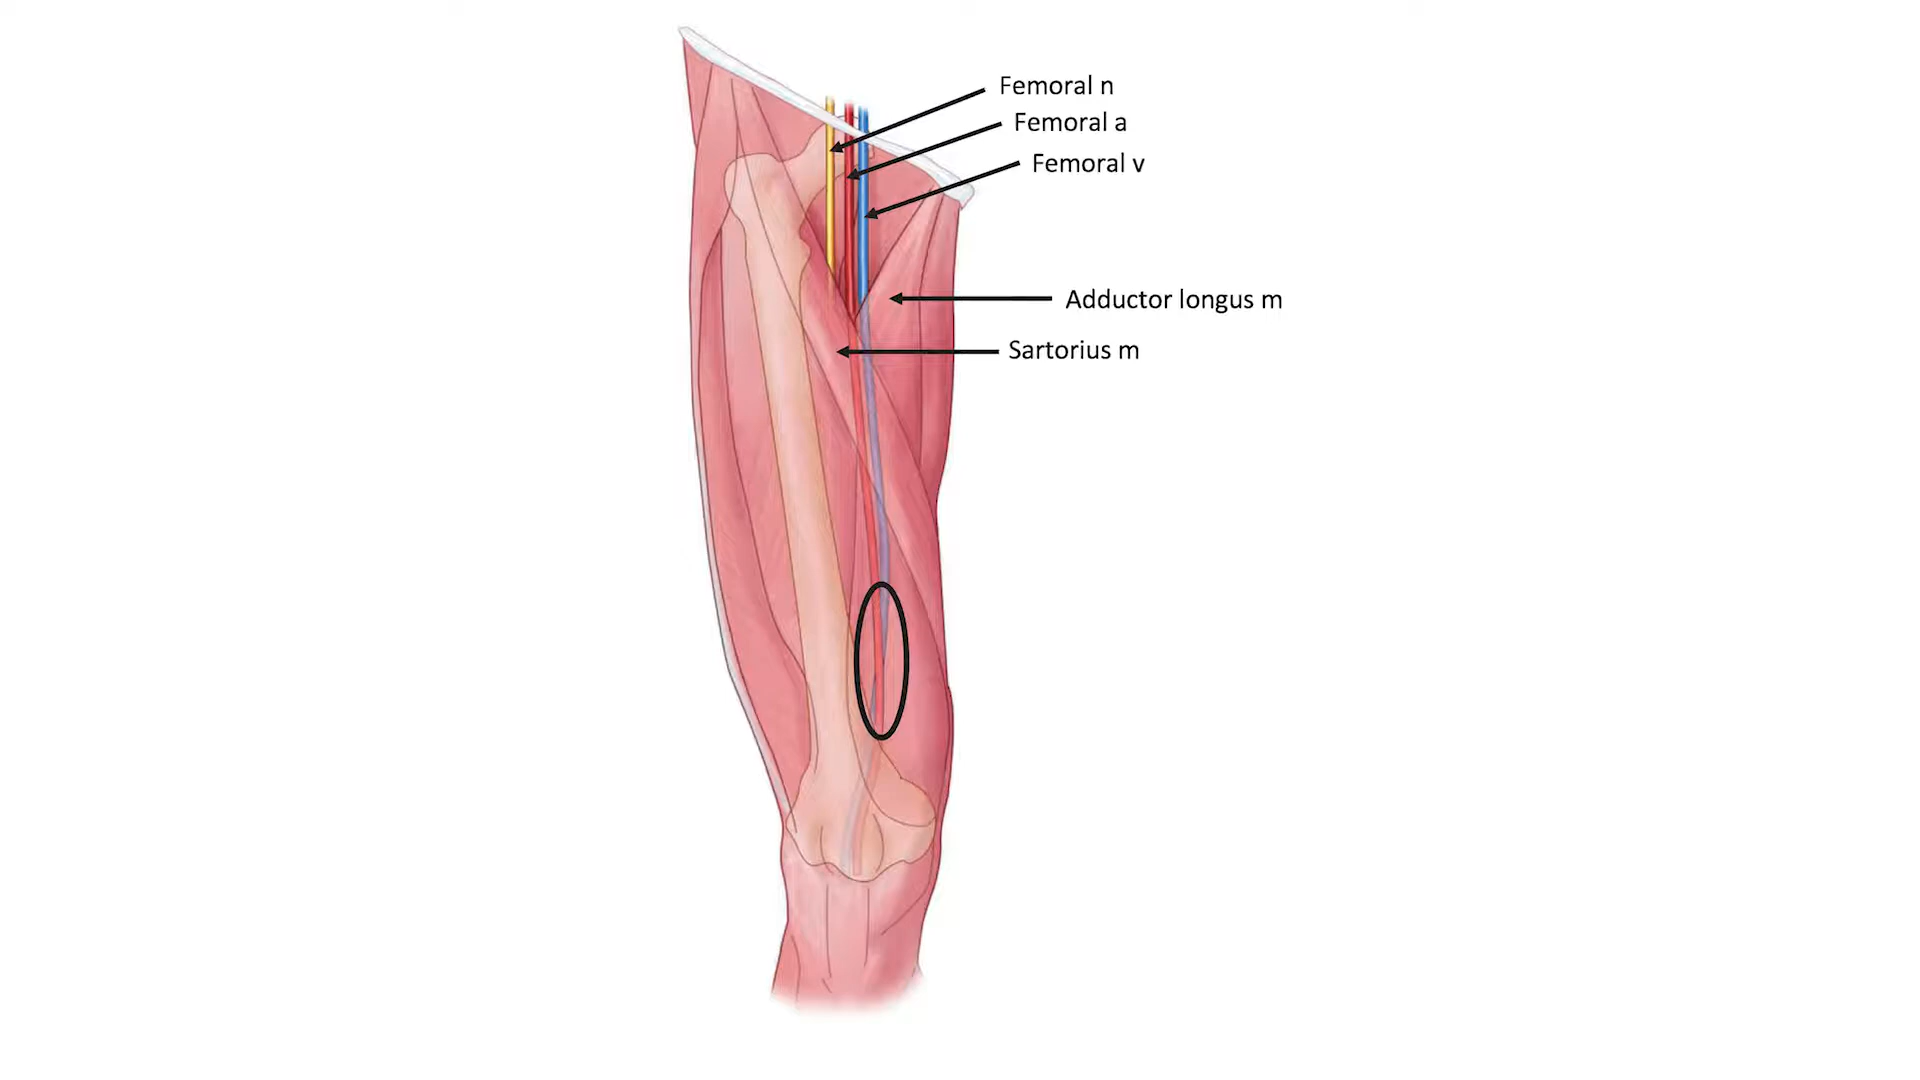 Femoral n
Femoral a
Femoral v
Adductor longus m
Sartorius m